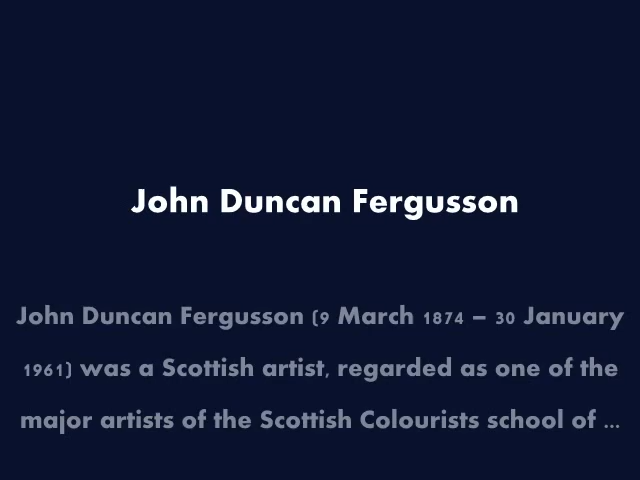 John Duncan Fergusson
John Duncan Fergusson (9 March 1874 – 30 January
1961) was a Scottish artist, regarded as one of the
major artists of the Scottish Colourists school of ...